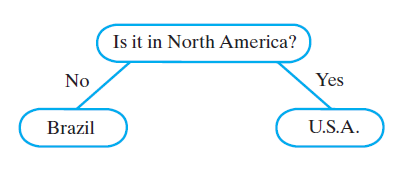 Is it in North America?
No
Yes
Brazil
U.S.A.